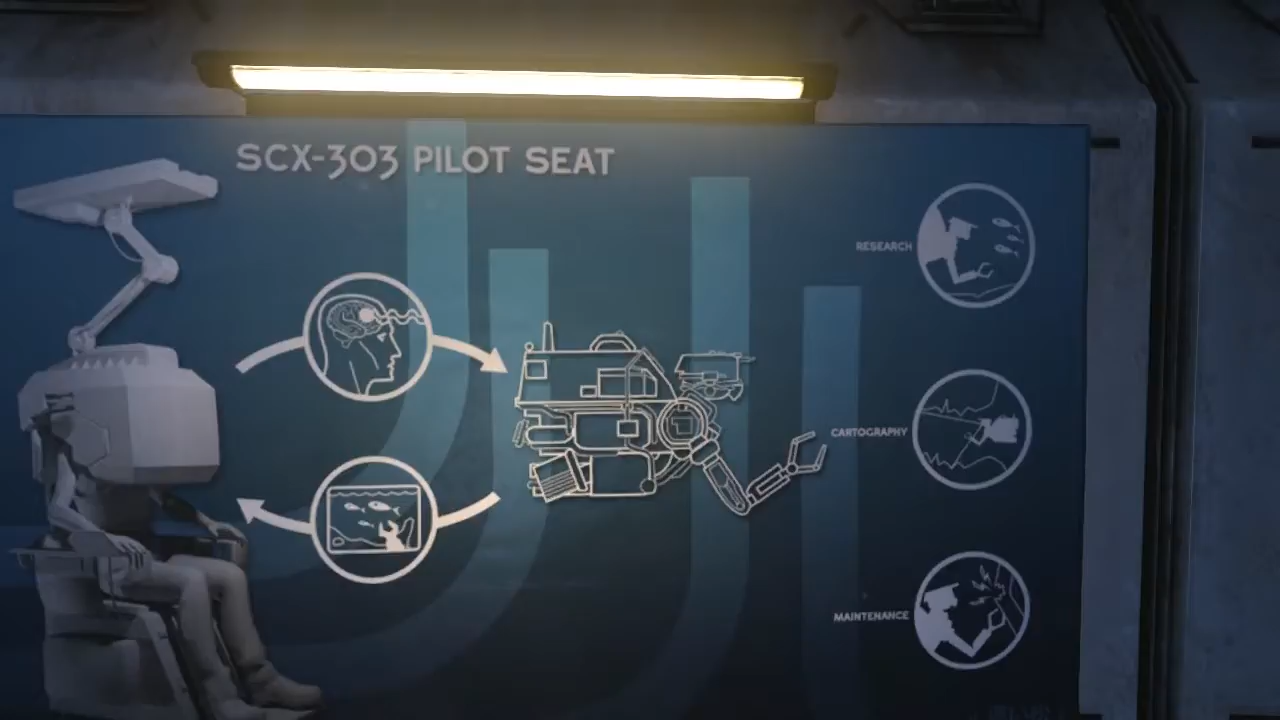 SCX-303 PILOT SEAT
RESEARCH
CARTOGRAPHY
MAINTENANCE